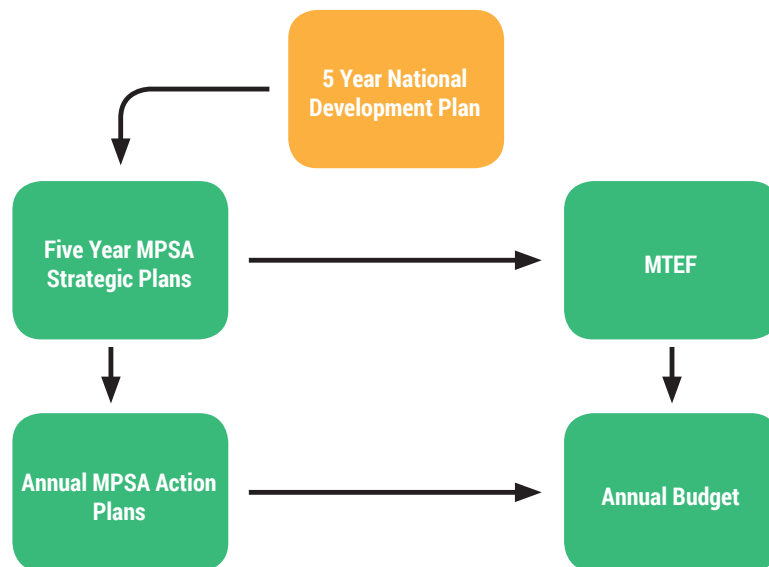 5 Year National
Development Plan
Five Year MPSA
Strategic Plans
MTEF
Annual MPSA Action
Plans
Annual Budget